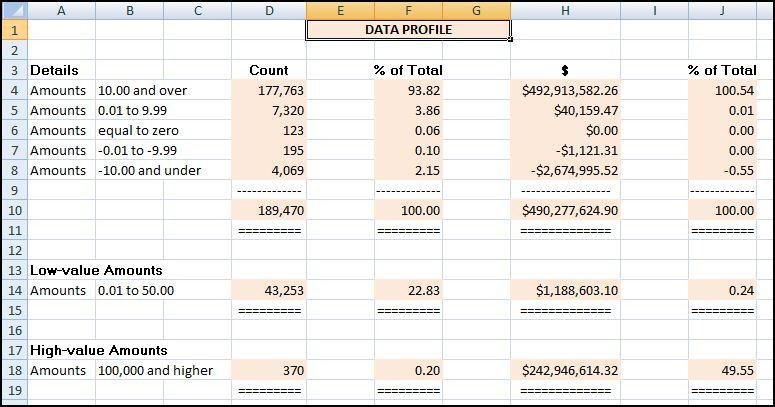 A B C D E F G H I J
1 DATA PROFILE
2
3 Details Count % of Total $ % of Total
4 Amounts 10.00 and over 177,763 93.82 $492,913,582.26 100.54
5 Amounts 0.01 to 9.99 7,320 3.86 $40,159.47 0.01
6 Amounts equal to zero 123 0.06 $0.00 0.00
7 Amounts -0.01 to -9.99 195 0.10 -$1,121.31 0.00
8 Amounts -10.00 and under 4,069 2.15 -$2,674,995.52 -0.55
9 ------------- ------------- ------------------ -------------
10 189,470 100.00 $490,277,624.90 100.00
11 ========= ========= ============= =========
12
13 Low-value Amounts
14 Amounts 0.01 to 50.00 43,253 22.83 $1,188,603.10 0.24
15 ========= ========= ============= =========
16
17 High-value Amounts
18 Amounts 100,000 and higher 370 0.20 $242,946,614.32 49.55
19 ========= ========= ============= =========